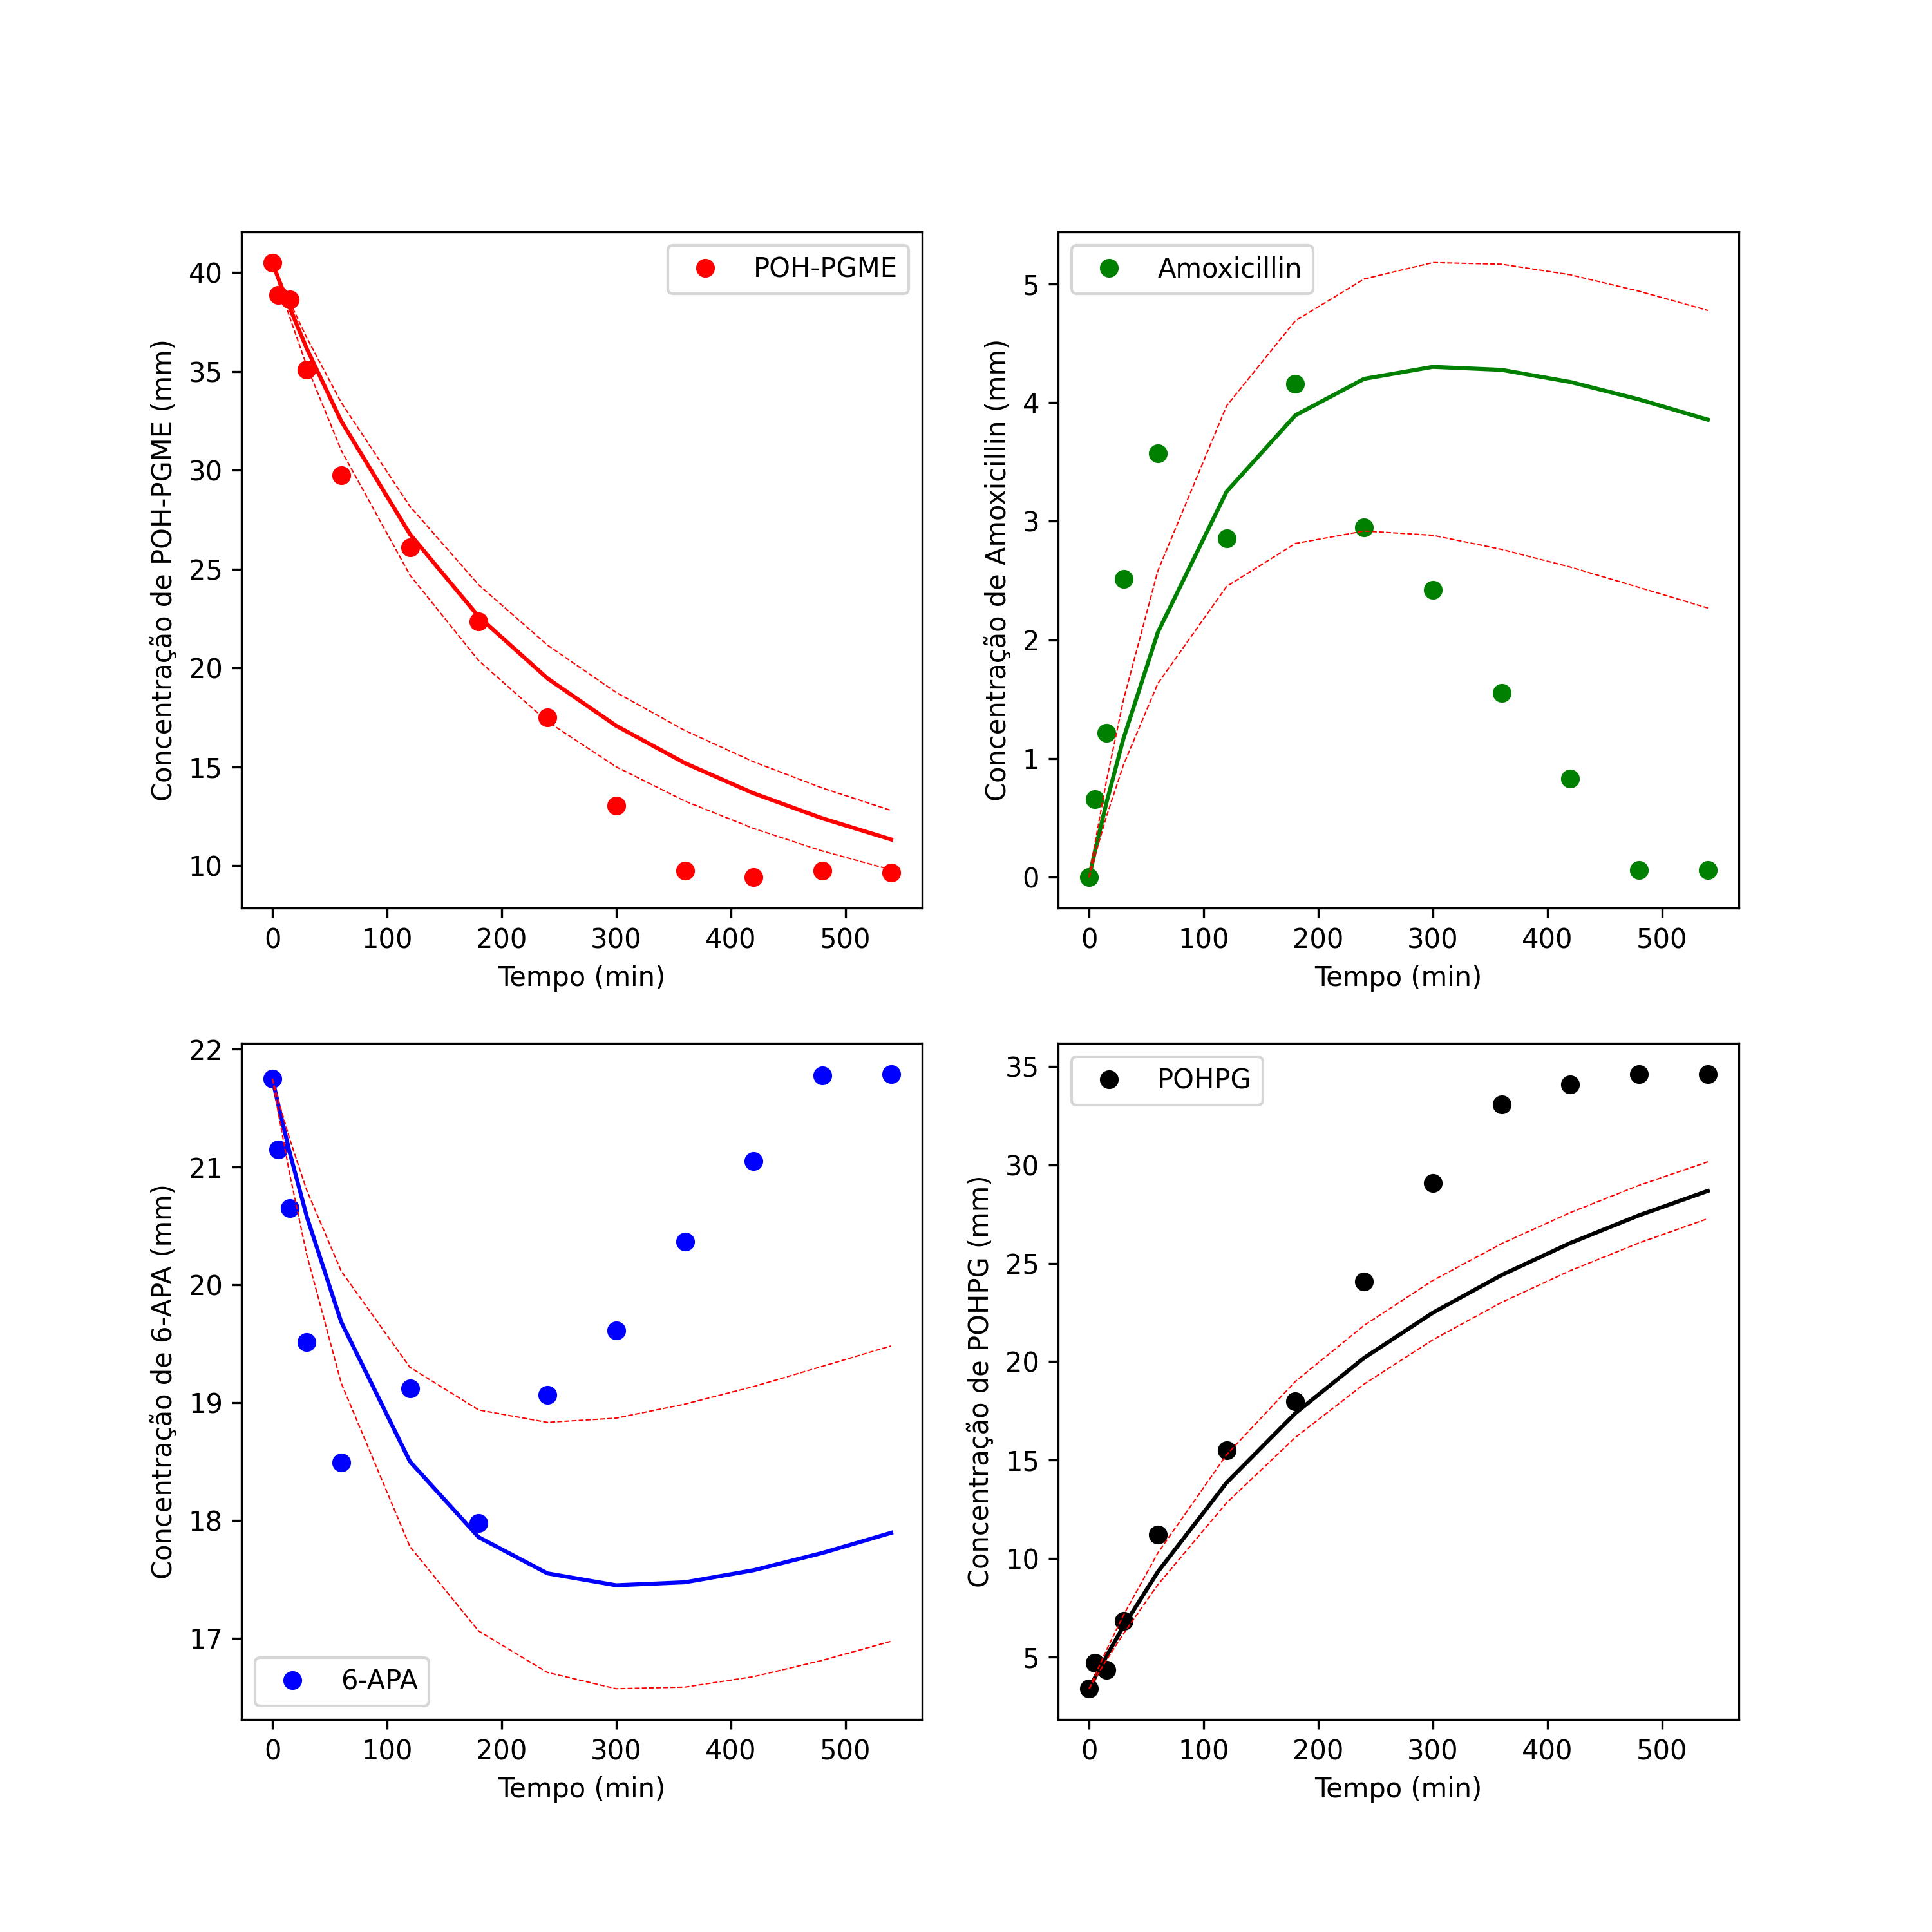 POH-PGME
Concentração de POH-PGME (mm)
40
35
30
25
20
15
10
0 100 200 300 400 500
Tempo (min)
Amoxicillin
Concentração de Amoxicillin (mm)
5
4
3
2
1
0
0 100 200 300 400 500
Tempo (min)
6-APA
Concentração de 6-APA (mm)
22
21
20
19
18
17
0 100 200 300 400 500
Tempo (min)
POHPG
Concentração de POHPG (mm)
35
30
25
20
15
10
5
0 100 200 300 400 500
Tempo (min)